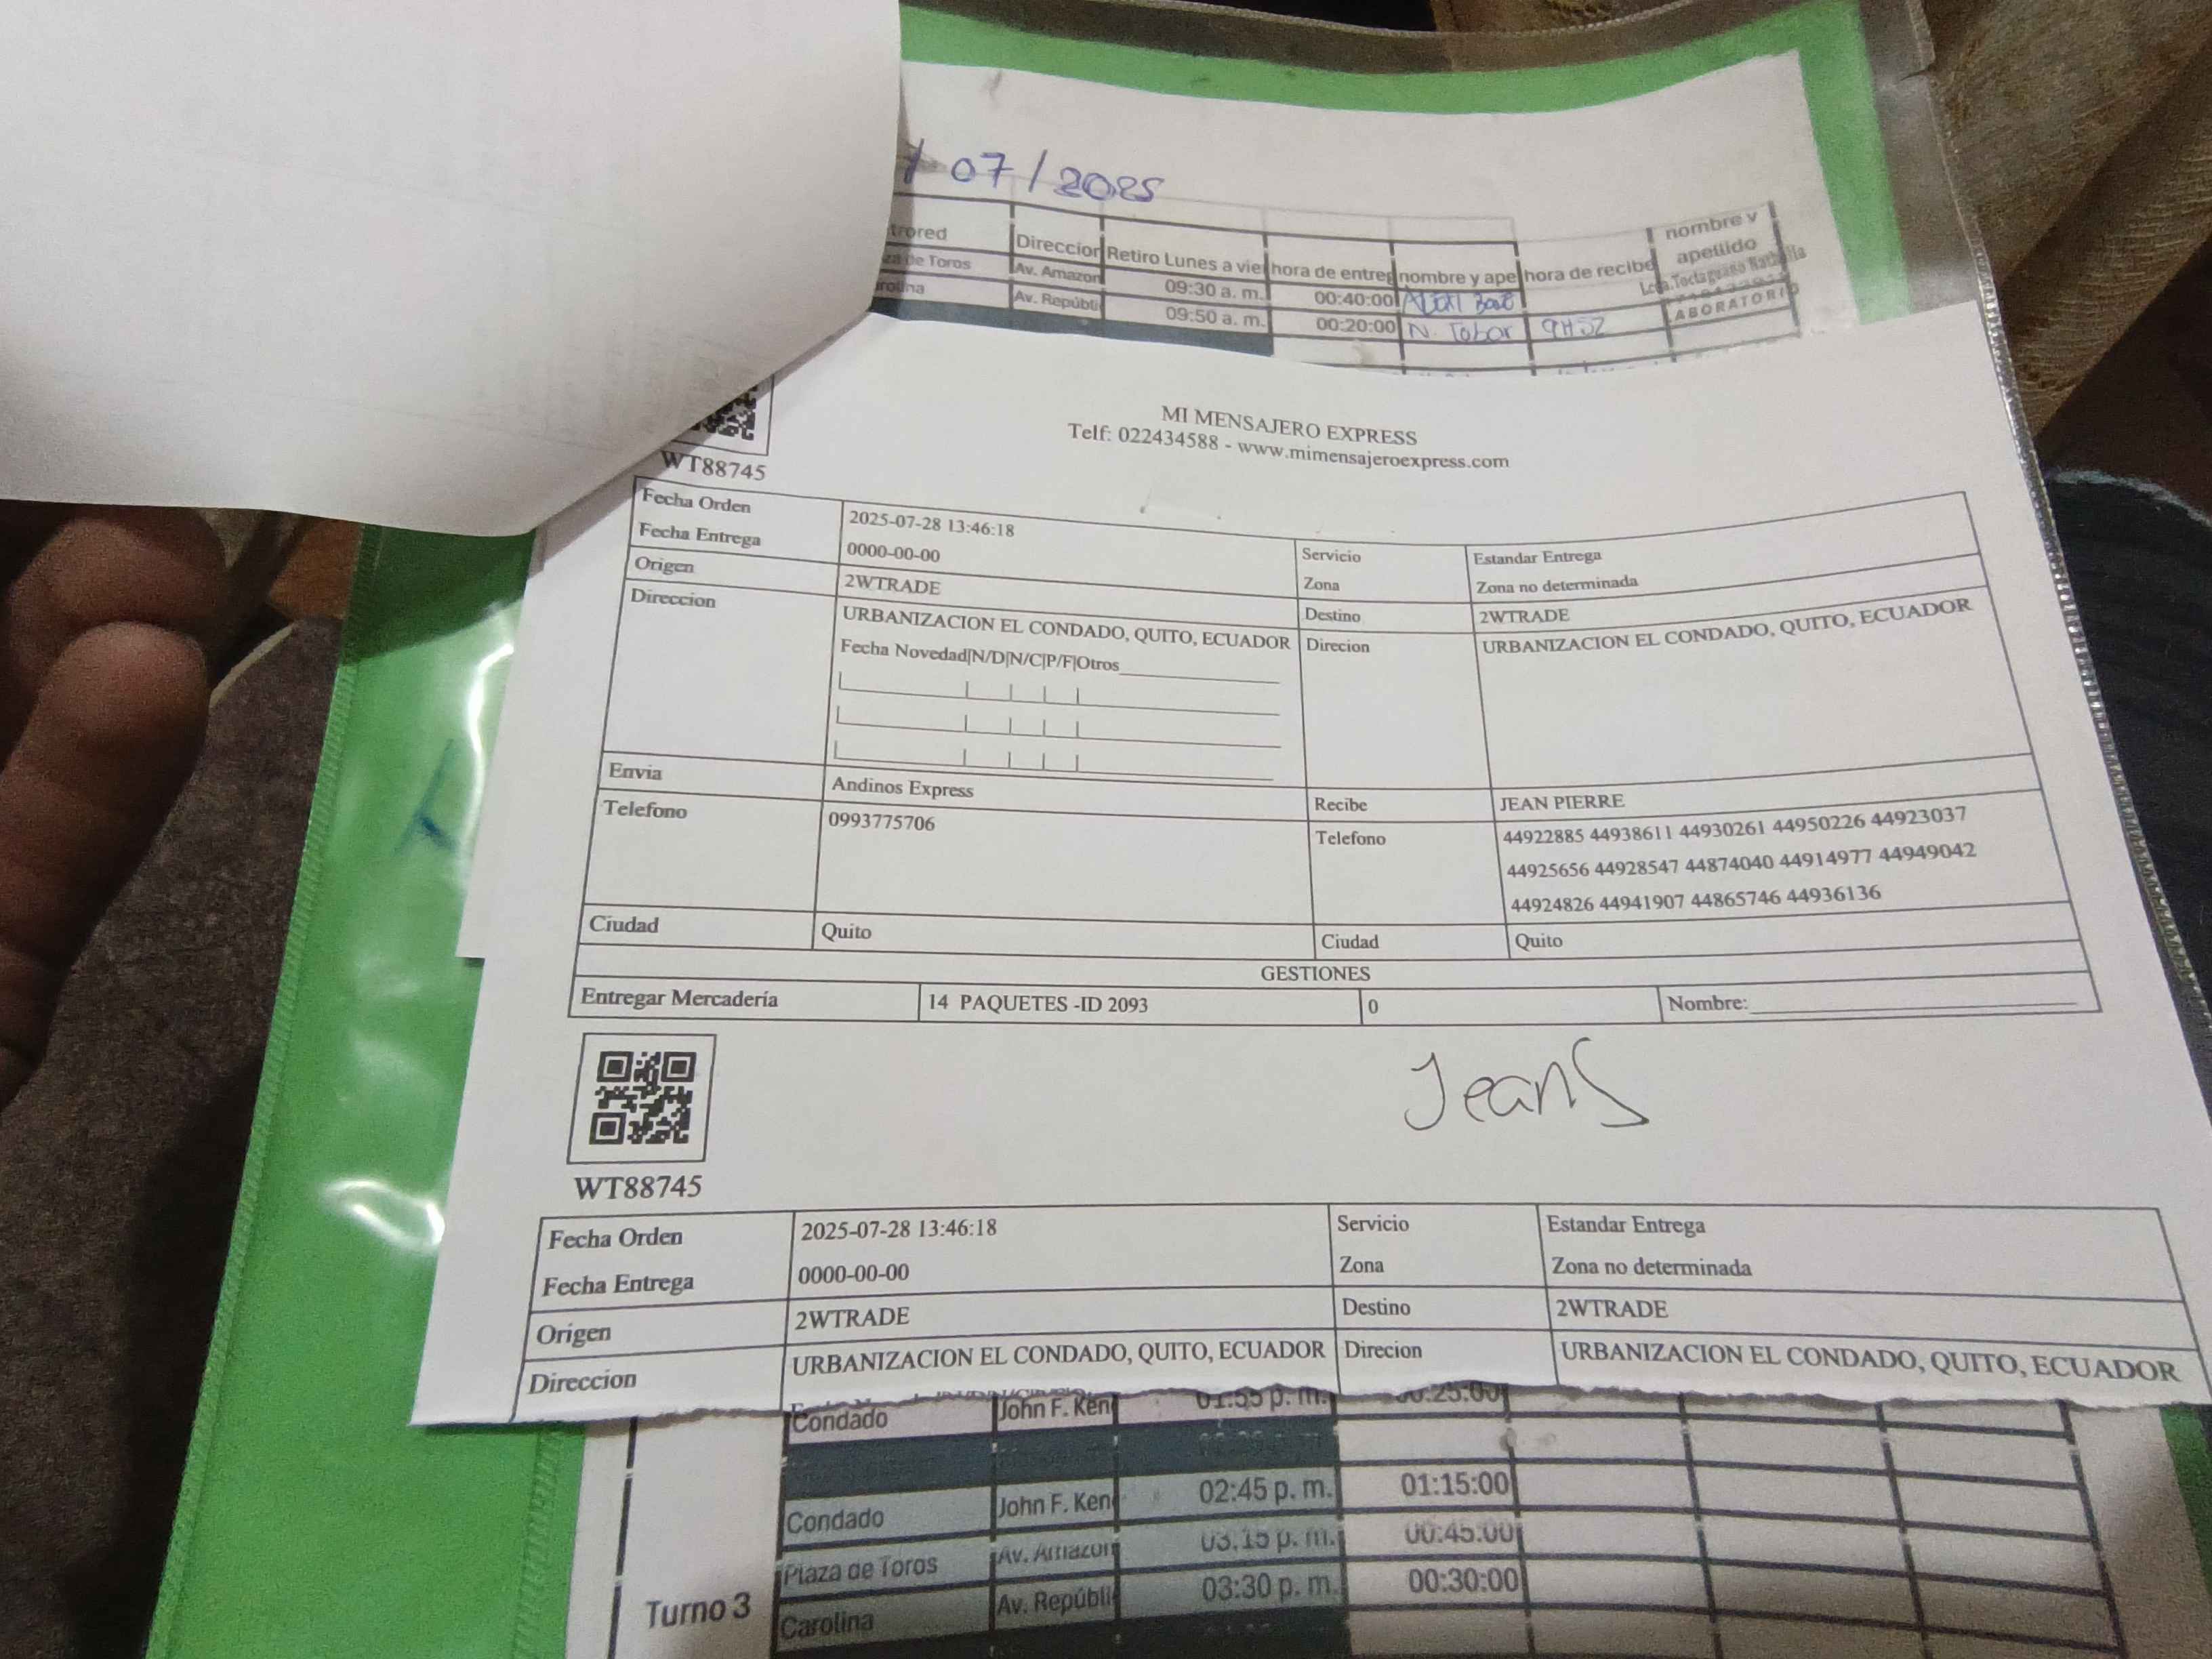 / 07 / 2025
Direccion Retiro Lunes a vie hora de entreg nombre y ape hora de recibe nombre y apellido
Toros Av. Amazon 09:30 a. m. 00:40:00
Av. Repúbli 09:50 a. m. 00:20:00 N. Tobar
LABORATORIO
MI MENSAJERO EXPRESS
Telf: 022434588 - www.mimensajeroexpress.com
WT88745
Fecha Orden 2025-07-28 13:46:18 Servicio Estandar Entrega
Fecha Entrega 0000-00-00 Zona Zona no determinada
Origen 2WTRADE Destino 2WTRADE
Direccion URBANIZACION EL CONDADO, QUITO, ECUADOR Direcion URBANIZACION EL CONDADO, QUITO, ECUADOR
Fecha Novedad|N/D|N/C|P/F|Otros
Envia Andinos Express Recibe JEAN PIERRE
Telefono 0993775706 Telefono 44922885 44938611 44930261 44950226 44923037
44925656 44928547 44874040 44914977 44949042
44924826 44941907 44865746 44936136
Ciudad Quito Ciudad Quito
GESTIONES
Entregar Mercadería 14 PAQUETES -ID 2093 0 Nombre:
Jean
WT88745
Fecha Orden 2025-07-28 13:46:18 Servicio Estandar Entrega
Fecha Entrega 0000-00-00 Zona Zona no determinada
Origen 2WTRADE Destino 2WTRADE
Direccion URBANIZACION EL CONDADO, QUITO, ECUADOR Direcion URBANIZACION EL CONDADO, QUITO, ECUADOR
Condado John F. Ken 01:55 p. m. 00:25:00
Condado John F. Ken 02:45 p. m. 01:15:00
Plaza de Toros Av. Amazon 03:15 p. m. 00:45:00
Turno 3 Carolina Av. Repúbli 03:30 p. m. 00:30:00